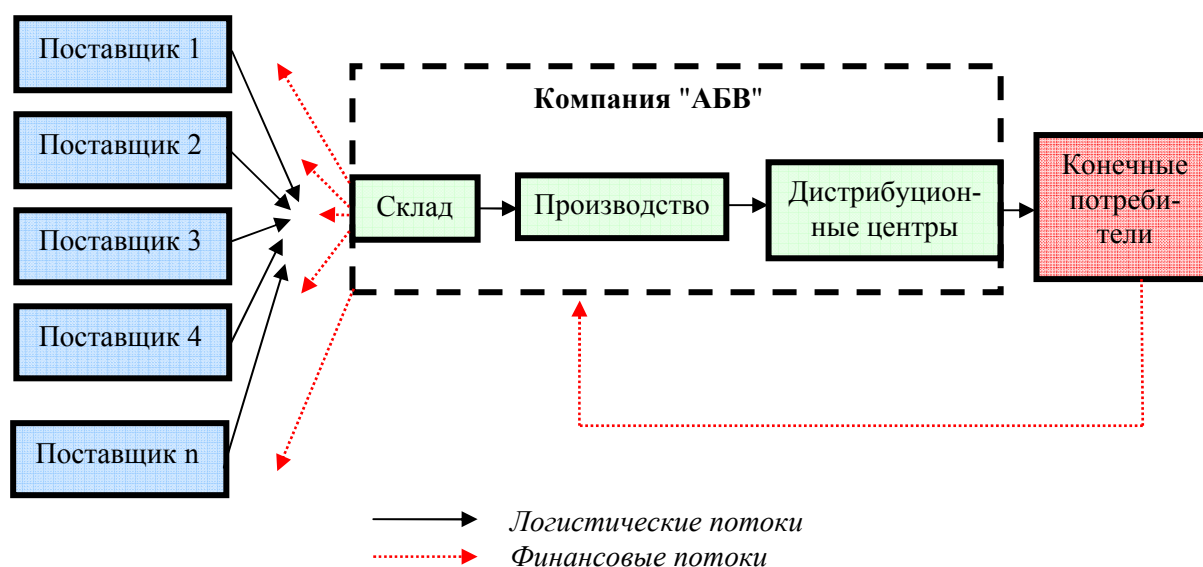 Поставщик 1
Поставщик 2
Поставщик 3
Поставщик 4
Поставщик n
Компания "АБВ"
Склад
Производство
Дистрибуцион-
ные центры
Конечные
потреби-
тели
Логистические потоки
Финансовые потоки